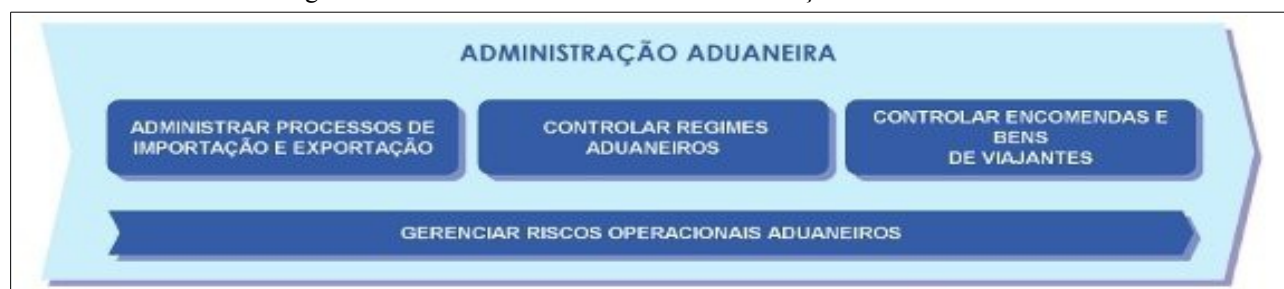 ADMINISTRAÇÃO ADUANEIRA
ADMINISTRAR PROCESSOS DE
IMPORTAÇÃO E EXPORTAÇÃO
CONTROLAR REGIMES
ADUANEIROS
CONTROLAR ENCOMENDAS E
BENS
DE VIAJANTES
GERENCIAR RISCOS OPERACIONAIS ADUANEIROS